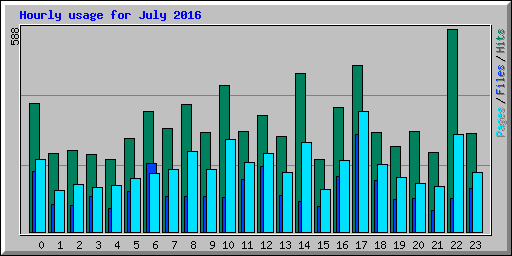 Hourly usage for July 2016
588
Pages/Files/Hits
0 1 2 3 4 5 6 7 8 9 10 11 12 13 14 15 16 17 18 19 20 21 22 23